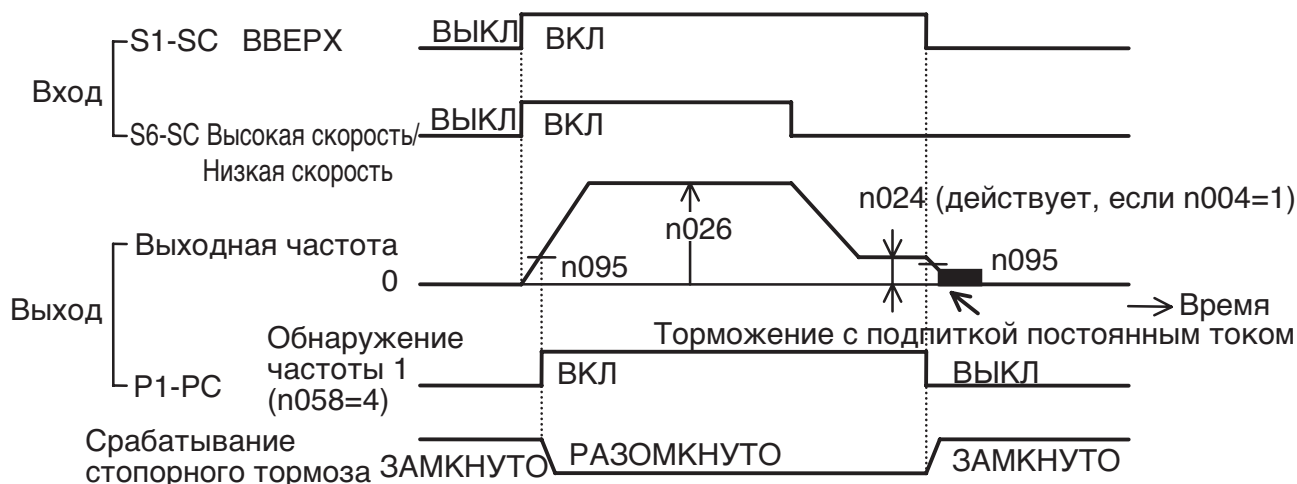 S1-SC ВВЕРХ
ВЫКЛ
ВКЛ
Вход
S6-SC Высокая скорость/
Низкая скорость
ВЫКЛ
ВКЛ
n024 (действует, если n004=1)
n026
Выходная частота
0
n095
n095
Выход
Время
Торможение с подпиткой постоянным током
Обнаружение
частоты 1
(n058=4)
P1-PC
ВКЛ
ВЫКЛ
Срабатывание
стопорного тормоза
ЗАМКНУТО
РАЗОМКНУТО
ЗАМКНУТО